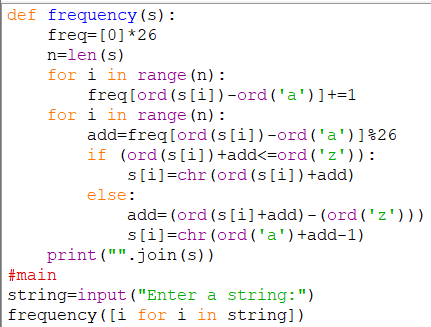 def frequency(s):
    freq=[0]*26
    n=len(s)
    for i in range(n):
        freq[ord(s[i])-ord('a')]+=1
    for i in range(n):
        add=freq[ord(s[i])-ord('a')]%26
        if (ord(s[i])+add<=ord('z')):
            s[i]=chr(ord(s[i])+add)
        else:
            add=(ord(s[i]+add)-(ord('z')))
            s[i]=chr(ord('a')+add-1)
    print("".join(s))
#main
string=input("Enter a string:")
frequency([i for i in string])